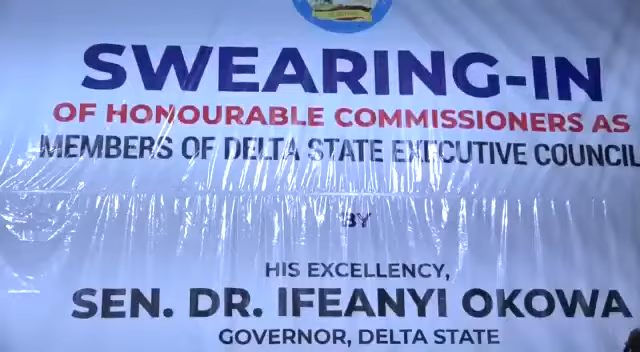 SWEARING-IN
OF HONOURABLE COMMISSIONERS AS
MEMBERS OF DELTA STATE EXECUTIVE COUNCIL
BY
HIS EXCELLENCY,
SEN. DR. IFEANYI OKOWA
GOVERNOR, DELTA STATE